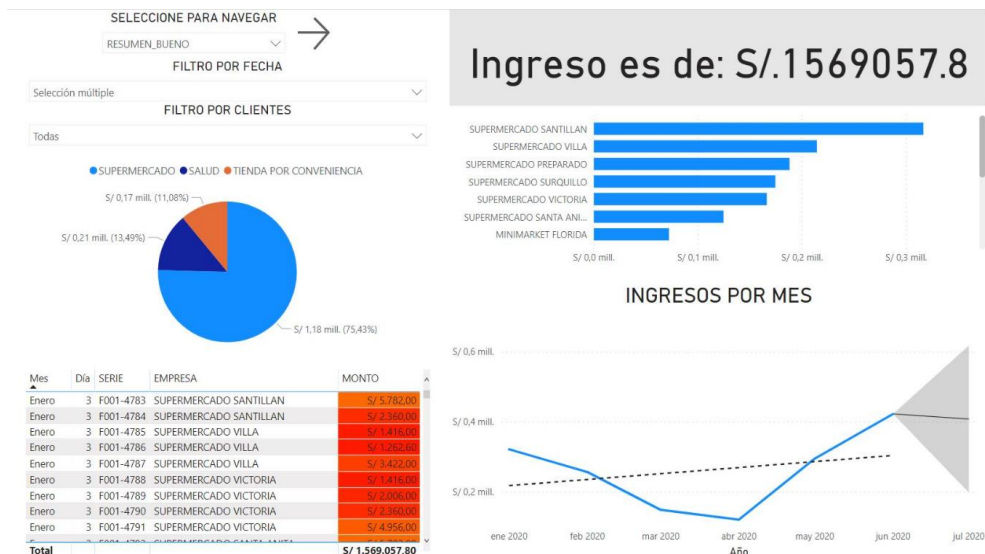 SELECCIONE PARA NAVEGAR
RESUMEN_BUENO
FILTRO POR FECHA
Selección múltiple
FILTRO POR CLIENTES
Todas
SUPERMERCADO SALUD TIENDA POR CONVENIENCIA
S/ 0,17 mill. (11,08%)
S/ 0,21 mill. (13,49%)
S/ 1,18 mill. (75,43%)
Mes Día SERIE EMPRESA MONTO
Enero 3 F001-4783 SUPERMERCADO SANTILLAN S/ 5.782,00
Enero 3 F001-4784 SUPERMERCADO SANTILLAN S/ 2.360,00
Enero 3 F001-4785 SUPERMERCADO VILLA S/ 1.416,00
Enero 3 F001-4786 SUPERMERCADO VILLA S/ 1.262,60
Enero 3 F001-4787 SUPERMERCADO VILLA S/ 3.422,00
Enero 3 F001-4788 SUPERMERCADO VICTORIA S/ 1.416,00
Enero 3 F001-4789 SUPERMERCADO VICTORIA S/ 2.006,00
Enero 3 F001-4790 SUPERMERCADO VICTORIA S/ 2.360,00
Enero 3 F001-4791 SUPERMERCADO VICTORIA S/ 4.956,00
Total S/ 1.569.057,80
Ingreso es de: S/.1569057.8
SUPERMERCADO SANTILLAN
SUPERMERCADO VILLA
SUPERMERCADO PREPARADO
SUPERMERCADO SURQUILLO
SUPERMERCADO VICTORIA
SUPERMERCADO SANTA ANI...
MINIMARKET FLORIDA
S/ 0,0 mill. S/ 0,1 mill. S/ 0,2 mill. S/ 0,3 mill.
INGRESOS POR MES
S/ 0,6 mill.
S/ 0,4 mill.
S/ 0,2 mill.
ene 2020 feb 2020 mar 2020 abr 2020 may 2020 jun 2020 jul 2020
Año